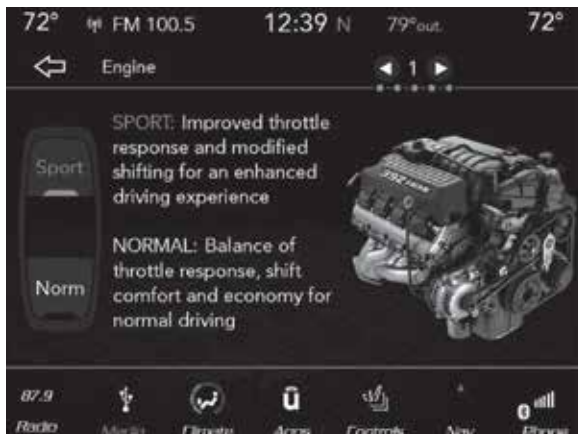 72° FM 100.5 12:39 N 79°out. 72°
Engine 1
SPORT: Improved throttle
response and modified
shifting for an enhanced
driving experience
Sport
NORMAL: Balance of
throttle response, shift
comfort and economy for
normal driving
Norm
392 HEMI
87.9
Radio Media Climate Apps Controls Nav Phone